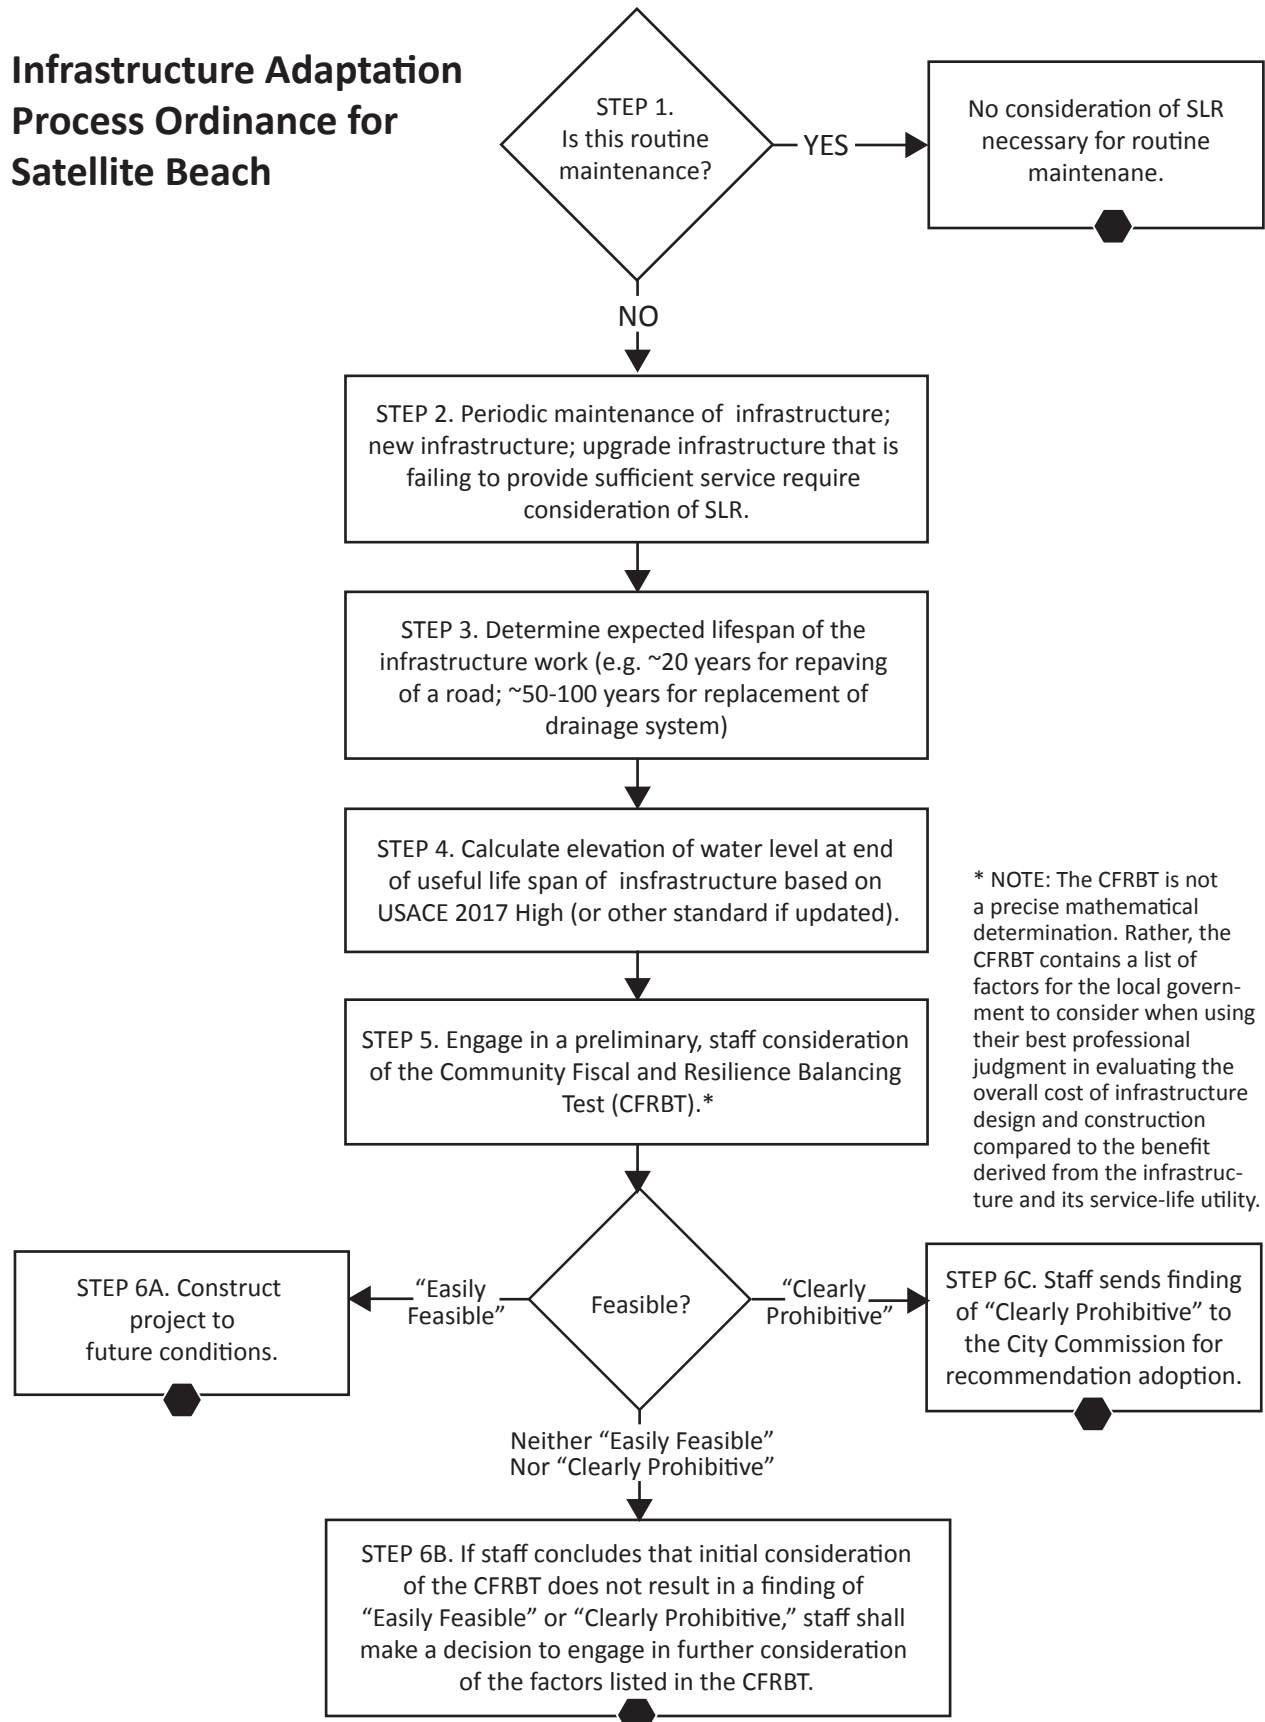 Infrastructure Adaptation
Process Ordinance for
Satellite Beach
STEP 1.
Is this routine
maintenance?
YES
No consideration of SLR
necessary for routine
maintenane.
NO
STEP 2. Periodic maintenance of infrastructure;
new infrastructure; upgrade infrastructure that is
failing to provide sufficient service require
consideration of SLR.
STEP 3. Determine expected lifespan of the
infrastructure work (e.g. ~20 years for repaving
of a road; ~50-100 years for replacement of
drainage system)
STEP 4. Calculate elevation of water level at end
of useful life span of insfrastructure based on
USACE 2017 High (or other standard if updated).
STEP 5. Engage in a preliminary, staff consideration
of the Community Fiscal and Resilience Balancing
Test (CFRBT).*
* NOTE: The CFRBT is not
a precise mathematical
determination. Rather, the
CFRBT contains a list of
factors for the local govern-
ment to consider when using
their best professional
judgment in evaluating the
overall cost of infrastructure
design and construction
compared to the benefit
derived from the infrastruc-
ture and its service-life utility.
Feasible?
“Easily
Feasible”
STEP 6A. Construct
project to
future conditions.
“Clearly
Prohibitive”
STEP 6C. Staff sends finding
of “Clearly Prohibitive” to
the City Commission for
recommendation adoption.
Neither “Easily Feasible”
Nor “Clearly Prohibitive”
STEP 6B. If staff concludes that initial consideration
of the CFRBT does not result in a finding of
“Easily Feasible” or “Clearly Prohibitive,” staff shall
make a decision to engage in further consideration
of the factors listed in the CFRBT.